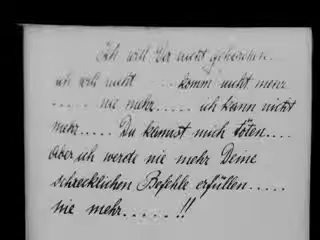 Ich will Dir nicht gehorchen...
ich will nicht ... komm' nicht mehr
..... nie mehr..... ich kann nicht
mehr..... Du kannst mich töten....
Aber ich werde nie mehr Deine
schrecklichen Befehle erfüllen.....
nie mehr.....!!